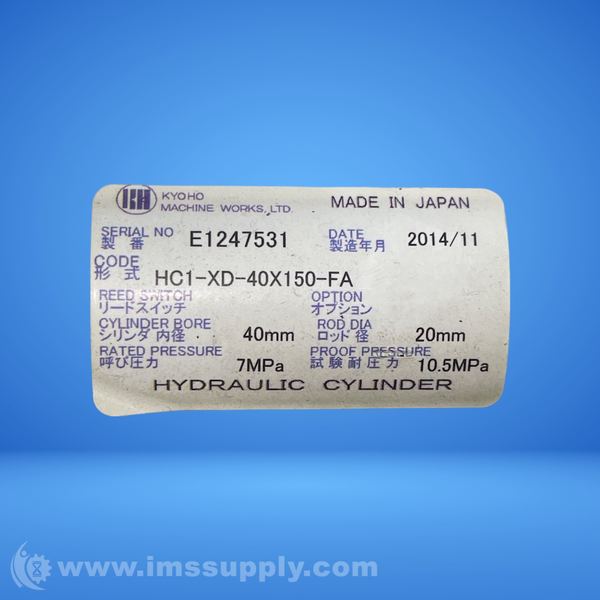 KH KYOHO
MACHINE WORKS,LTD.
MADE IN JAPAN
SERIAL NO
製番 E1247531
DATE
製造年月 2014/11
CODE
形式 HC1-XD-40X150-FA
REED SWITCH
リードスイッチ
OPTION
オプション
CYLINDER BORE
シリンダ内径 40mm
ROD DIA
ロッド径 20mm
RATED PRESSURE
呼び圧力 7MPa
PROOF PRESSURE
試験耐圧力 10.5MPa
HYDRAULIC CYLINDER
www.imssupply.com